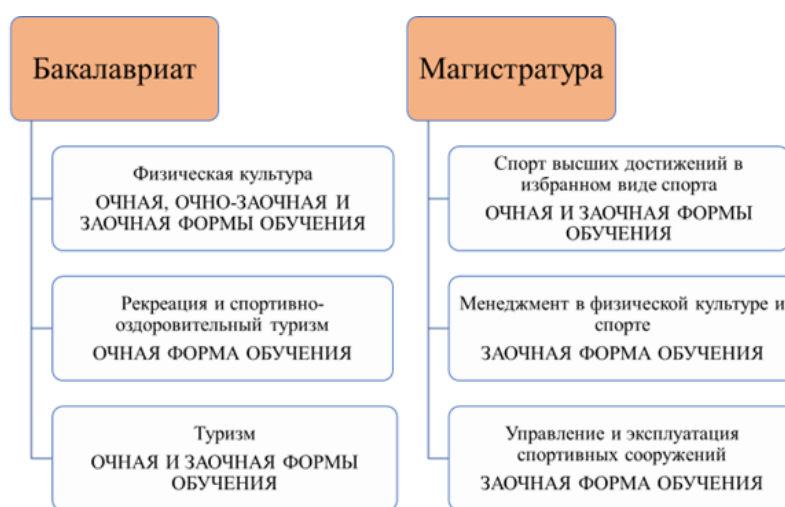 Бакалавриат
Физическая культура
ОЧНАЯ, ОЧНО-ЗАОЧНАЯ И
ЗАОЧНАЯ ФОРМЫ ОБУЧЕНИЯ
Рекреация и спортивно-
оздоровительный туризм
ОЧНАЯ ФОРМА ОБУЧЕНИЯ
Туризм
ОЧНАЯ И ЗАОЧНАЯ ФОРМЫ
ОБУЧЕНИЯ
Магистратура
Спорт высших достижений в
избранном виде спорта
ОЧНАЯ И ЗАОЧНАЯ ФОРМЫ
ОБУЧЕНИЯ
Менеджмент в физической культуре и
спорте
ЗАОЧНАЯ ФОРМА ОБУЧЕНИЯ
Управление и эксплуатация
спортивных сооружений
ЗАОЧНАЯ ФОРМА ОБУЧЕНИЯ